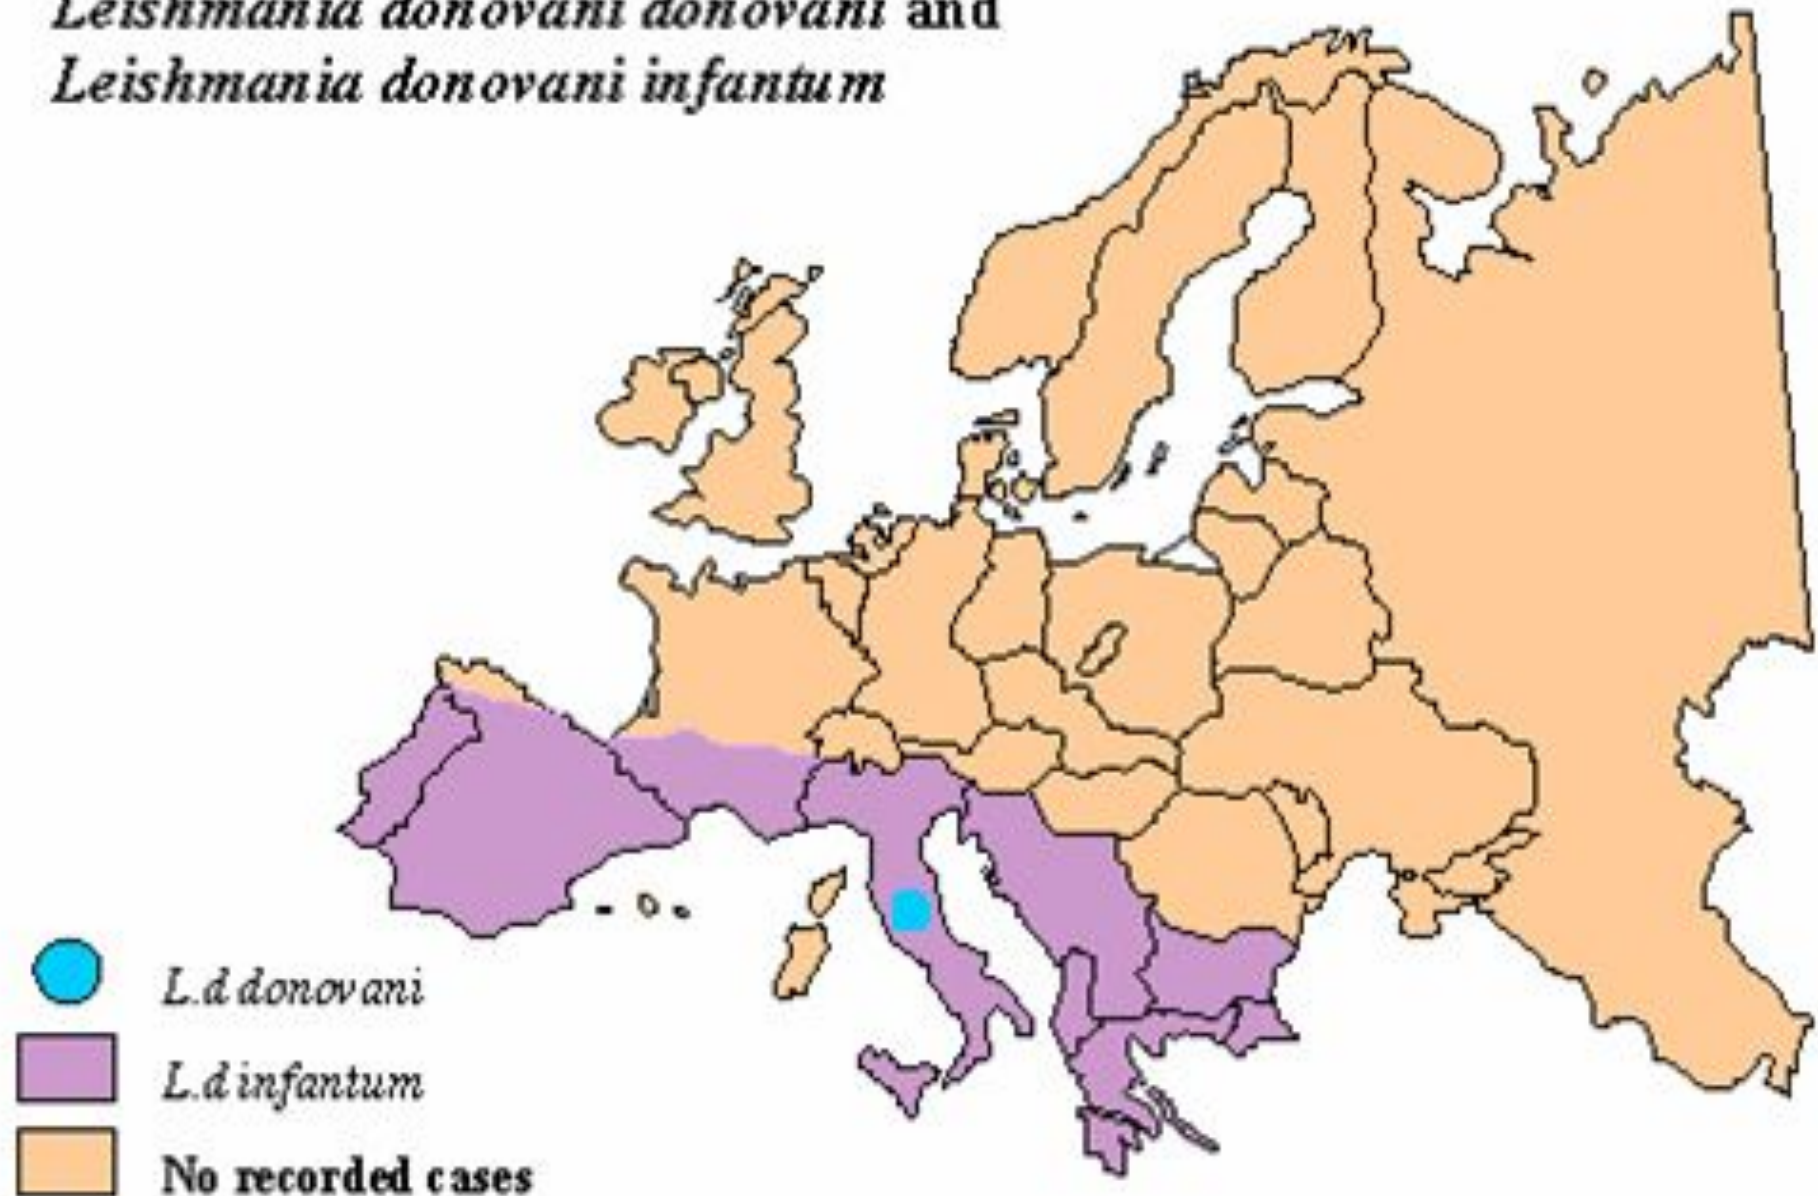 Leishmania donovani donovani and
Leishmania donovani infantum
L.d donovani
L.d infantum
No recorded cases